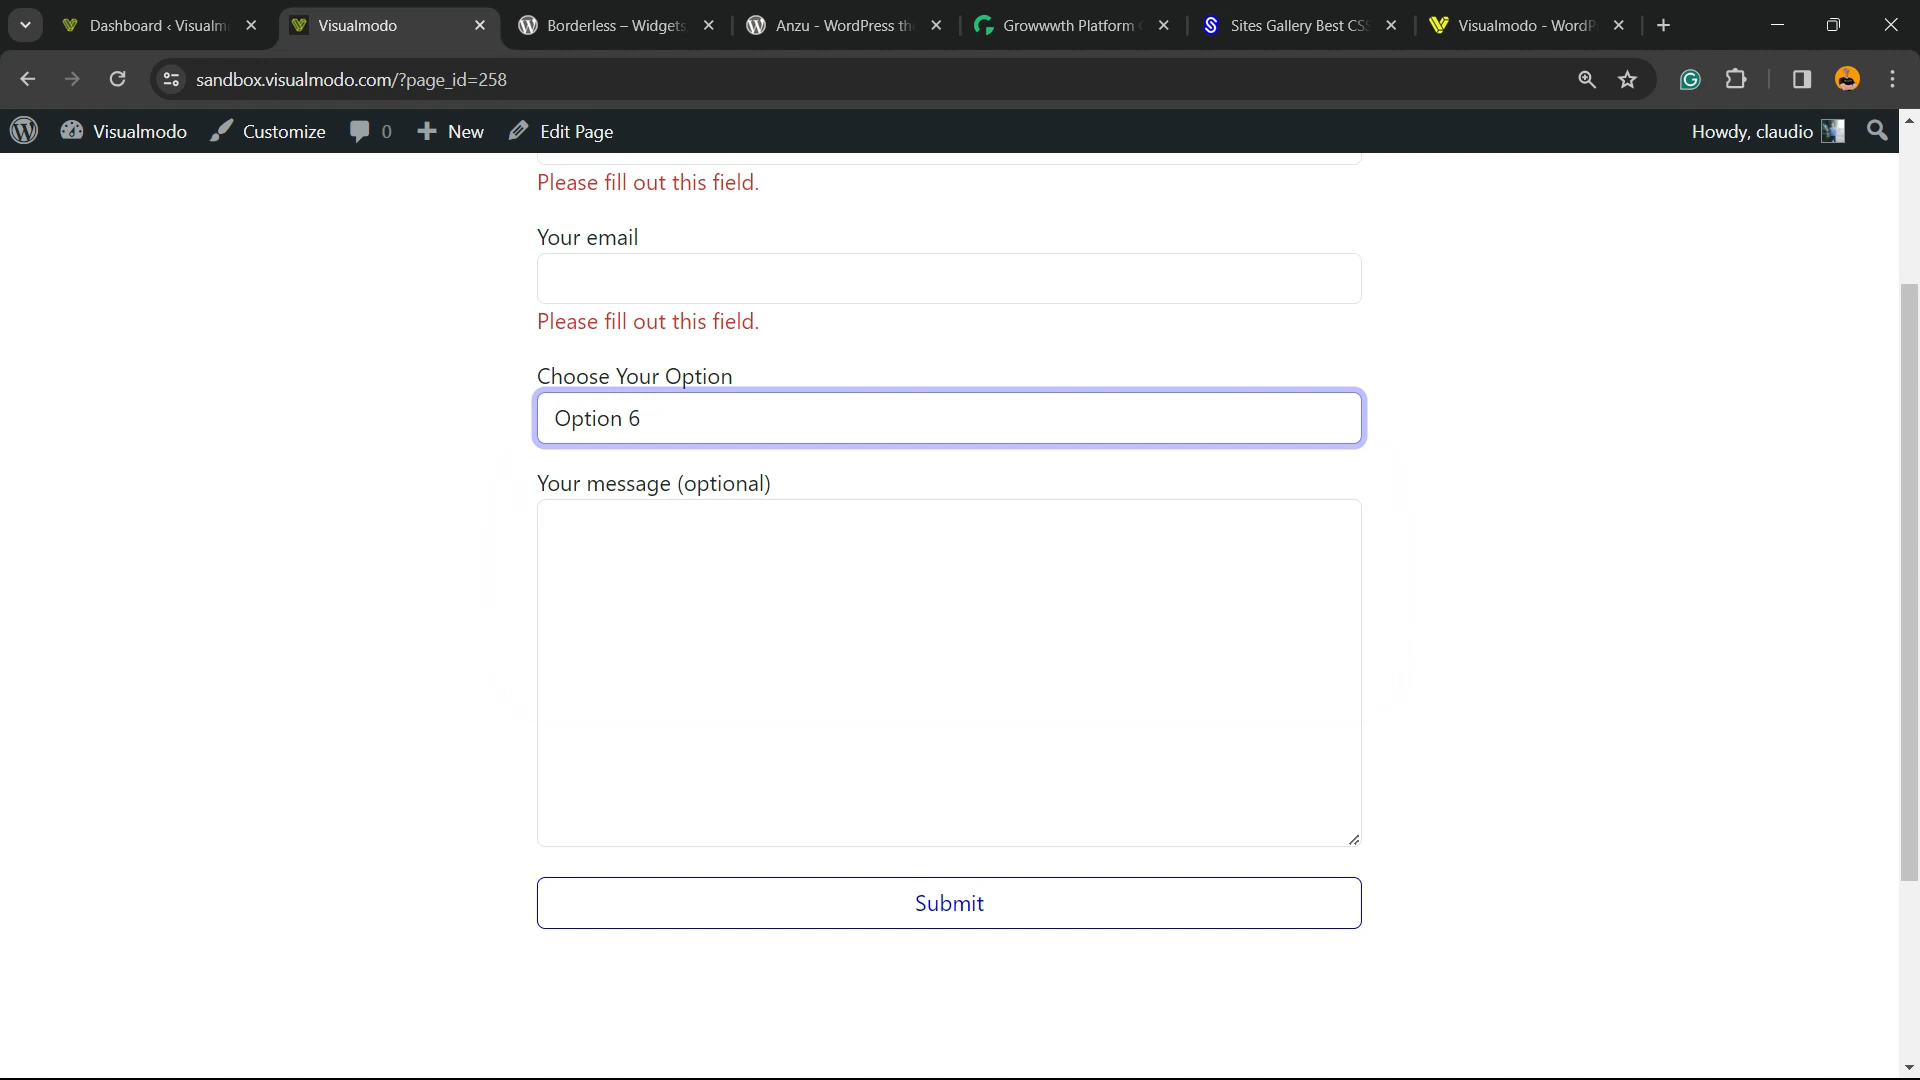 Dashboard ‹ Visualm
Visualmodo
Borderless – Widgets
Anzu - WordPress th
Growwwth Platform
Sites Gallery Best CSS
Visualmodo - WordP
sandbox.visualmodo.com/?page_id=258
Visualmodo
Customize
0
New
Edit Page
Howdy, claudio
Please fill out this field.
Your email
Please fill out this field.
Choose Your Option
Option 6
Your message (optional)
Submit